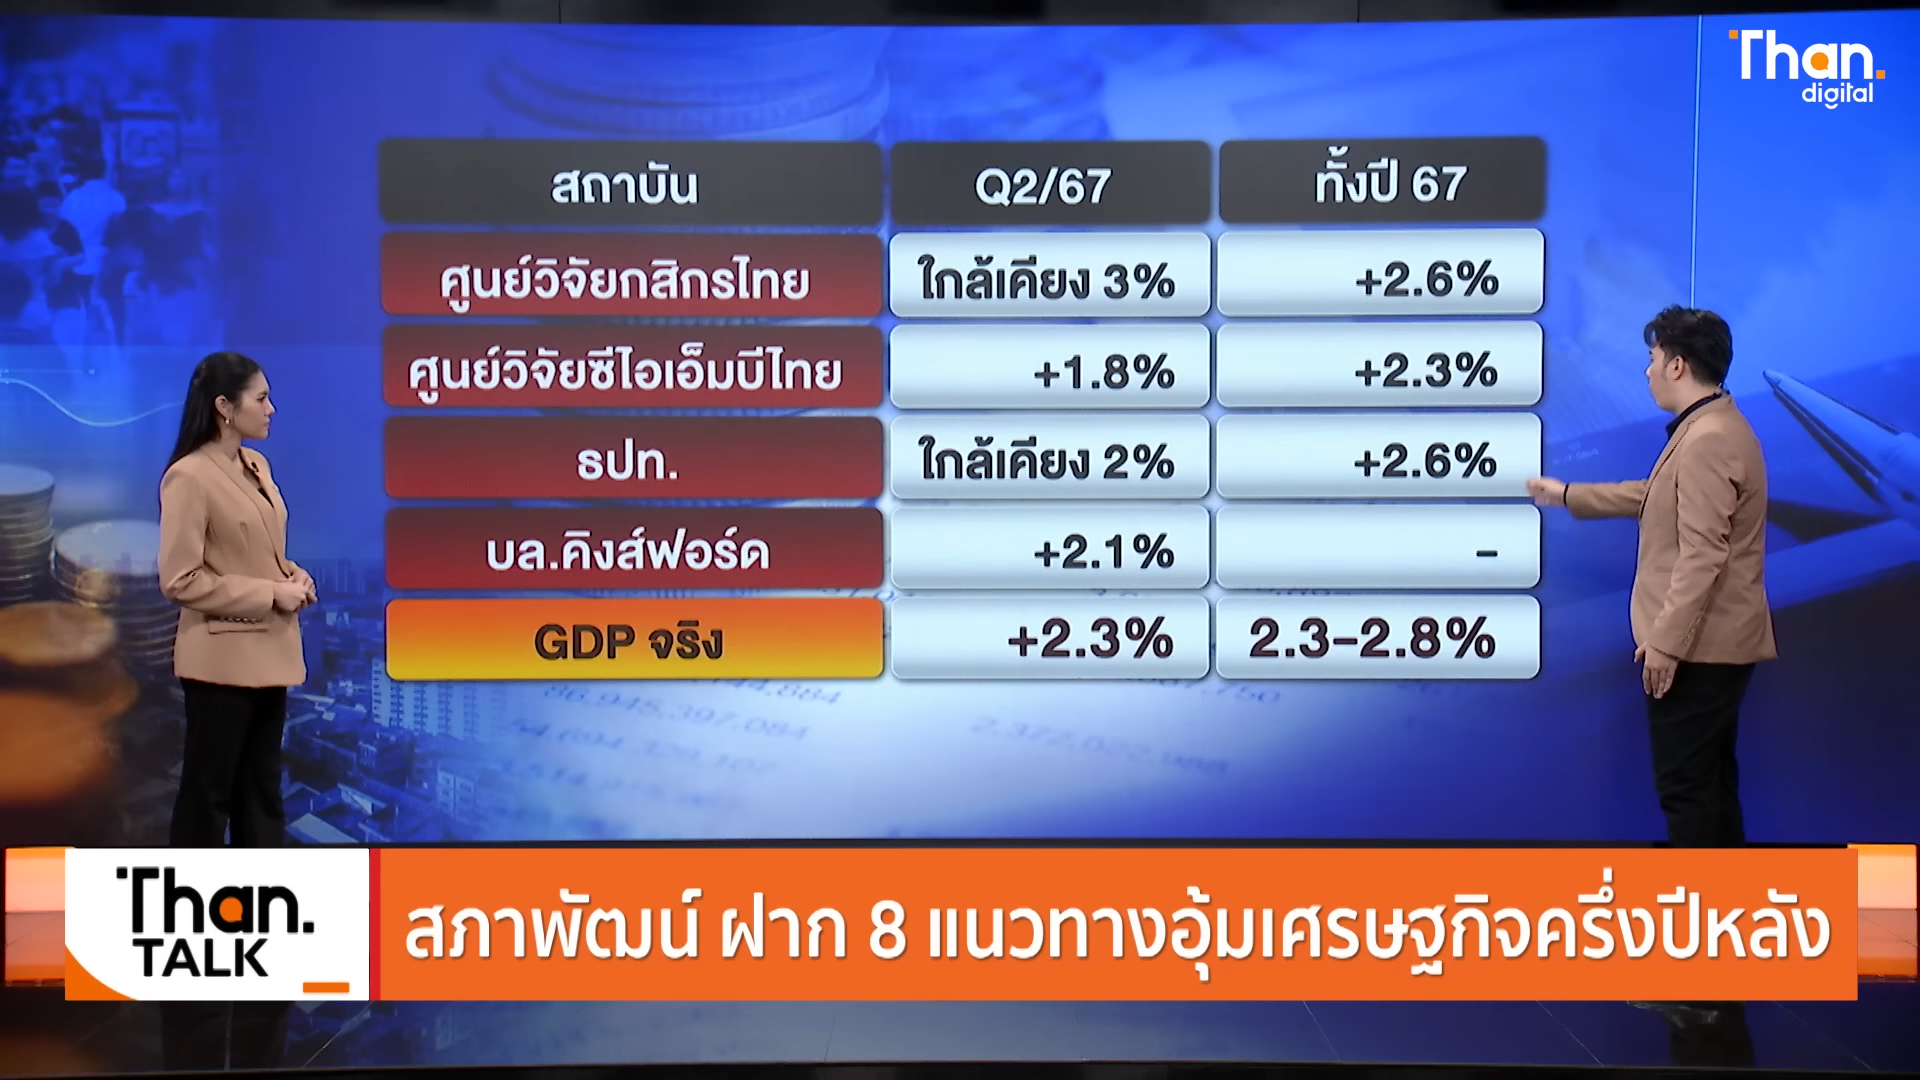 Than.
digital
สถาบัน Q2/67 ทั้งปี 67
ศูนย์วิจัยกสิกรไทย ใกล้เคียง 3% +2.6%
ศูนย์วิจัยซีไอเอ็มบีไทย +1.8% +2.3%
ธปท. ใกล้เคียง 2% +2.6%
บล.คิงส์ฟอร์ด +2.1% -
GDP จริง +2.3% 2.3-2.8%
86,945,397,084
Than.
TALK
สภาพัฒน์ ฝาก 8 แนวทางอุ้มเศรษฐกิจครึ่งปีหลัง